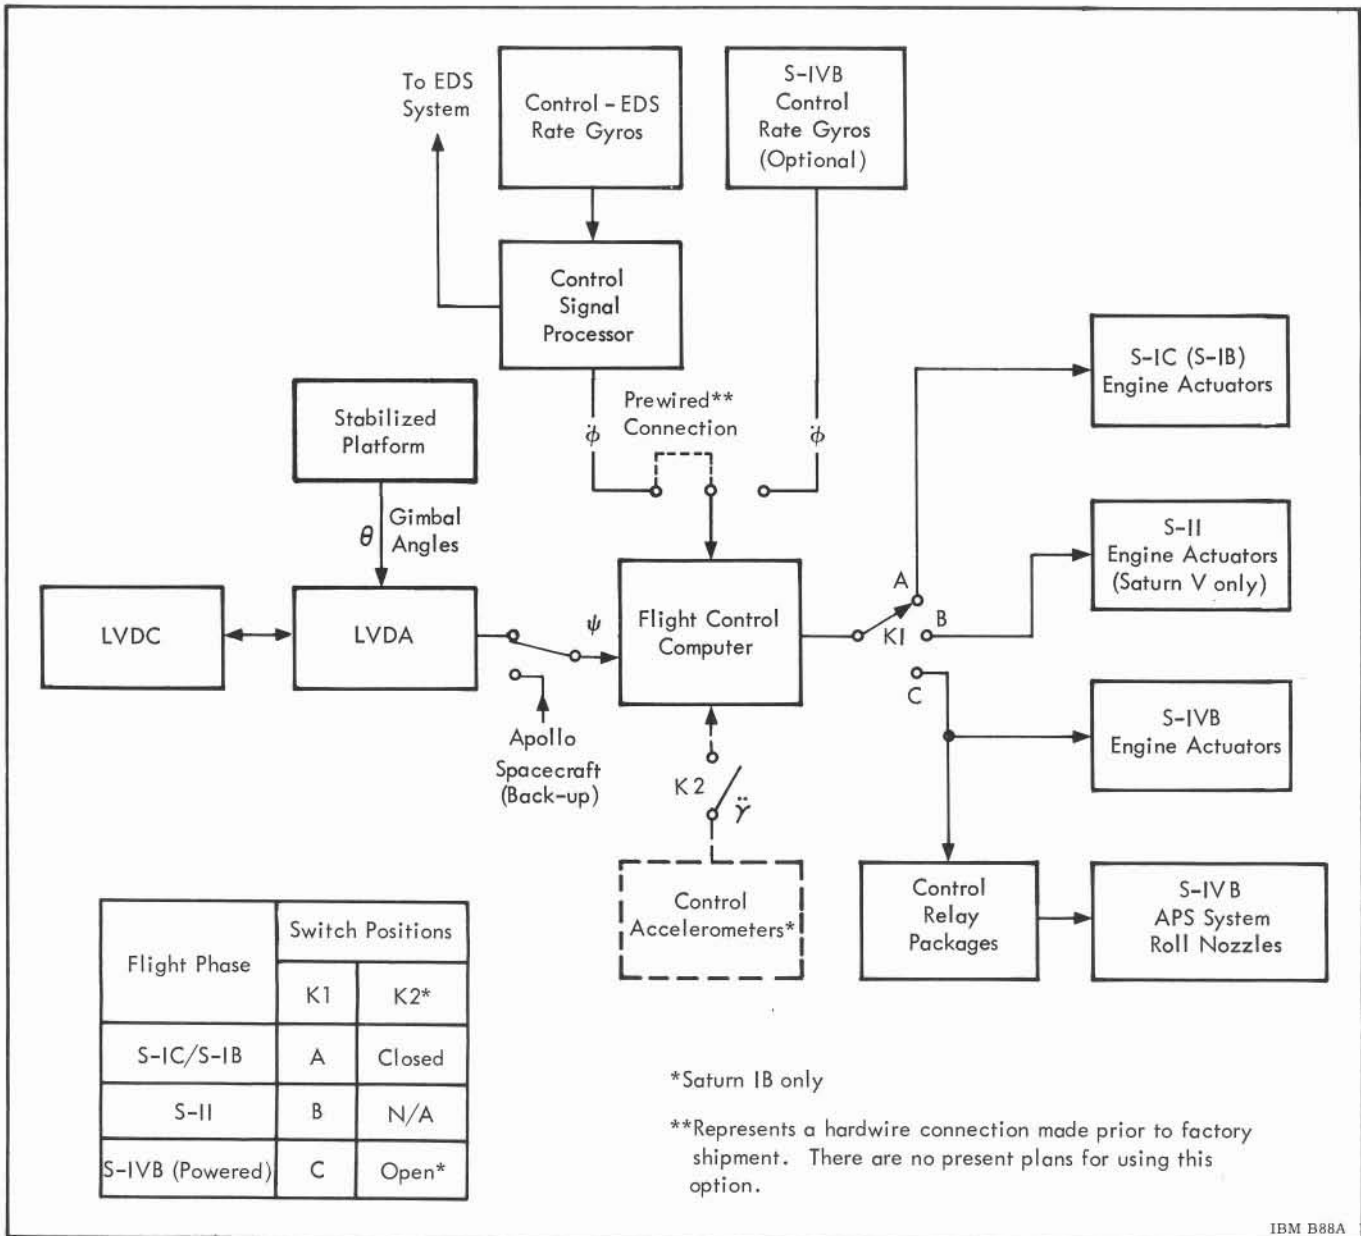 To EDS
System
Control - EDS
Rate Gyros
S-IVB
Control
Rate Gyros
(Optional)
Control
Signal
Processor
Stabilized
Platform
Prewired**
Connection
φ̇
φ̇
S-IC (S-IB)
Engine Actuators
θ
Gimbal
Angles
S-II
Engine Actuators
(Saturn V only)
LVDC
LVDA
ψ
Flight Control
Computer
A
B
K1
C
Apollo
Spacecraft
(Back-up)
K2
γ̈
S-IVB
Engine Actuators
Control
Accelerometers*
Control
Relay
Packages
S-IVB
APS System
Roll Nozzles
Flight Phase
Switch Positions
K1
K2*
S-IC/S-IB
A
Closed
S-II
B
N/A
S-IVB (Powered)
C
Open*
*Saturn IB only
**Represents a hardwire connection made prior to factory
shipment. There are no present plans for using this
option.
IBM B88A